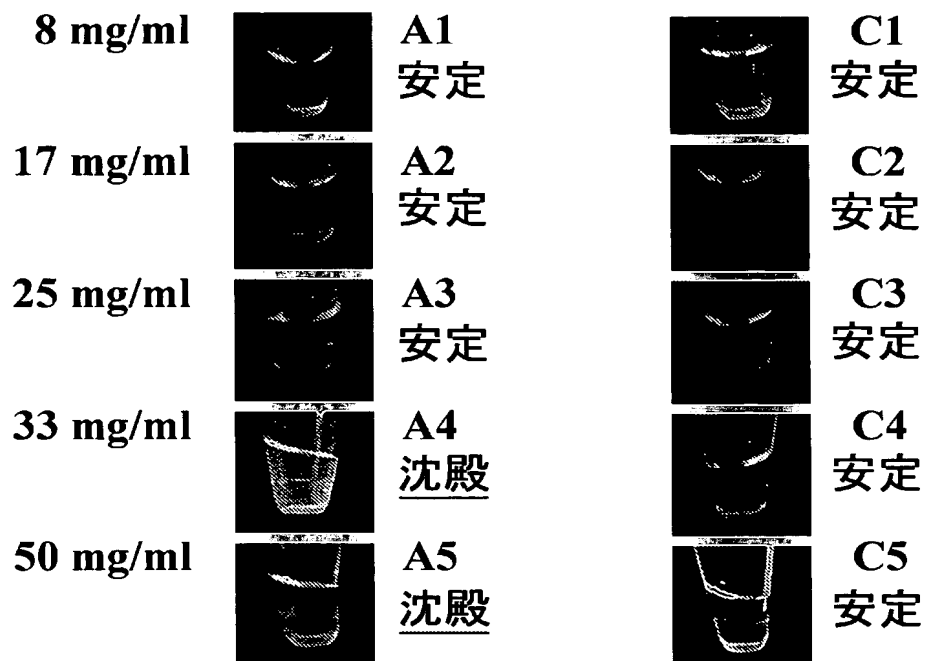 8 mg/ml
A1
安定
C1
安定
17 mg/ml
A2
安定
C2
安定
25 mg/ml
A3
安定
C3
安定
33 mg/ml
A4
沈殿
C4
安定
50 mg/ml
A5
沈殿
C5
安定